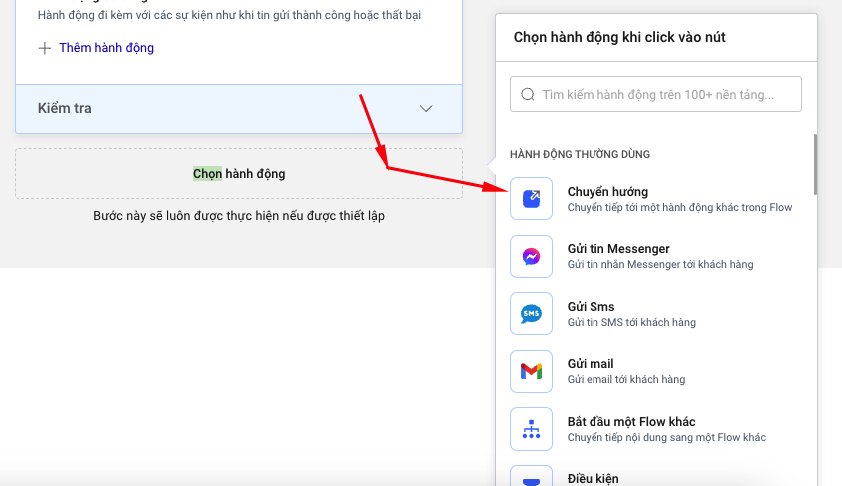 Hành động đi kèm với các sự kiện như khi tin gửi thành công hoặc thất bại
Thêm hành động
Kiểm tra
Chọn hành động
Bước này sẽ luôn được thực hiện nếu được thiết lập
Chọn hành động khi click vào nút
Tìm kiếm hành động trên 100+ nền tảng...
HÀNH ĐỘNG THƯỜNG DÙNG
Chuyển hướng
Chuyển tiếp tới một hành động khác trong Flow
Gửi tin Messenger
Gửi tin nhắn Messenger tới khách hàng
SMS
Gửi Sms
Gửi tin SMS tới khách hàng
Gửi mail
Gửi email tới khách hàng
Bắt đầu một Flow khác
Chuyển tiếp nội dung sang một Flow khác
Điều kiện